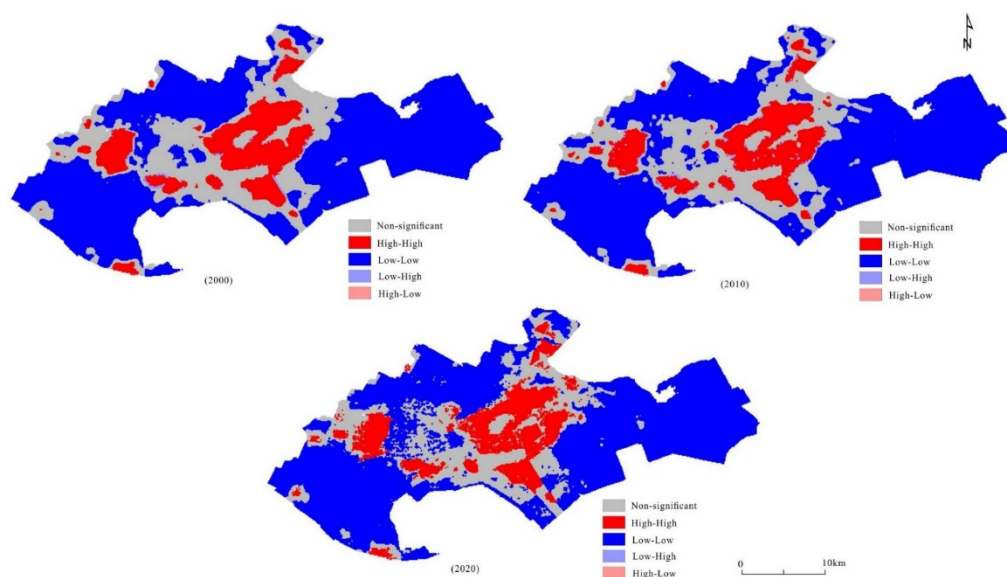 N
Non-significant
High-High
Low-Low
Low-High
High-Low
(2000)
Non-significant
High-High
Low-Low
Low-High
High-Low
(2010)
Non-significant
High-High
Low-Low
Low-High
High-Low
(2020)
0 10km